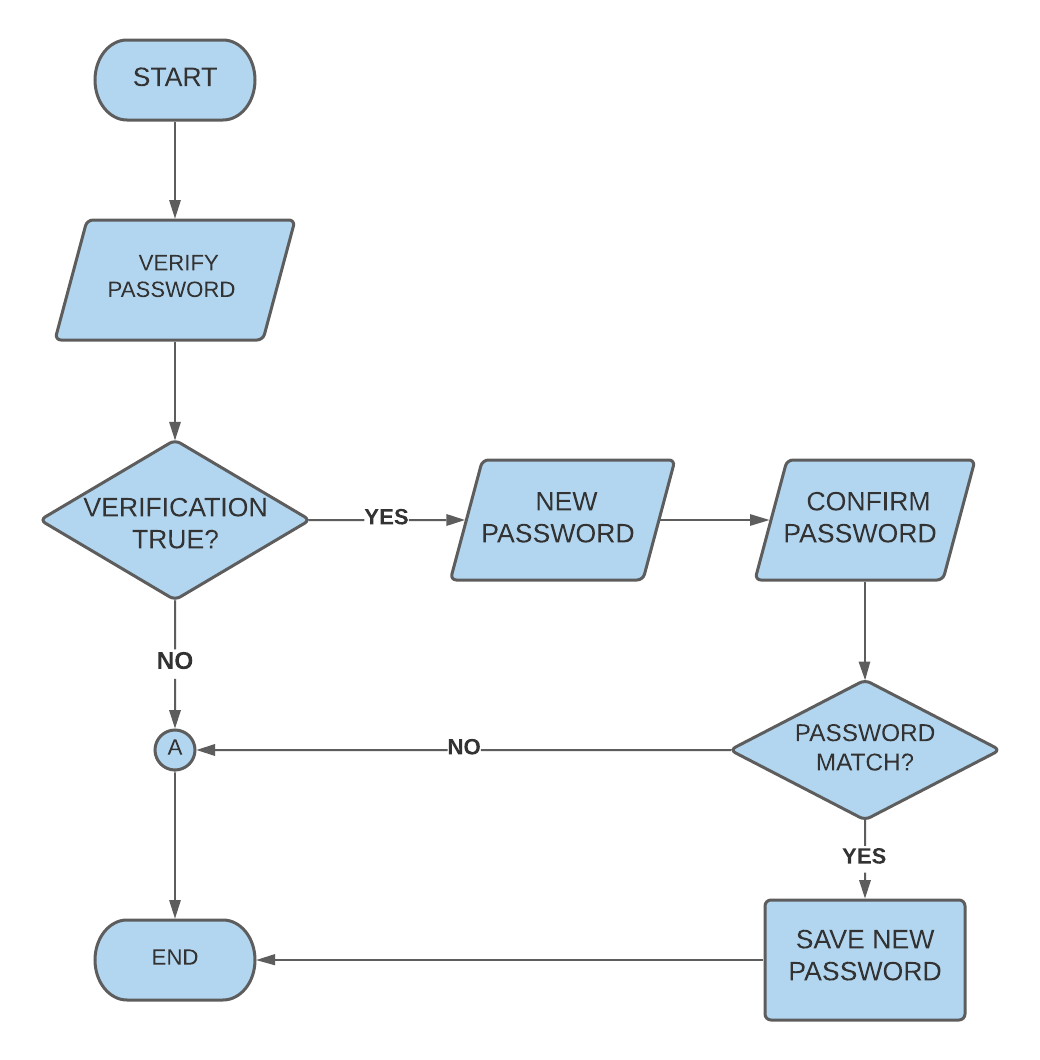 START
VERIFY
PASSWORD
VERIFICATION
TRUE?
YES
NEW
PASSWORD
CONFIRM
PASSWORD
NO
A
NO
PASSWORD
MATCH?
YES
END
SAVE NEW
PASSWORD